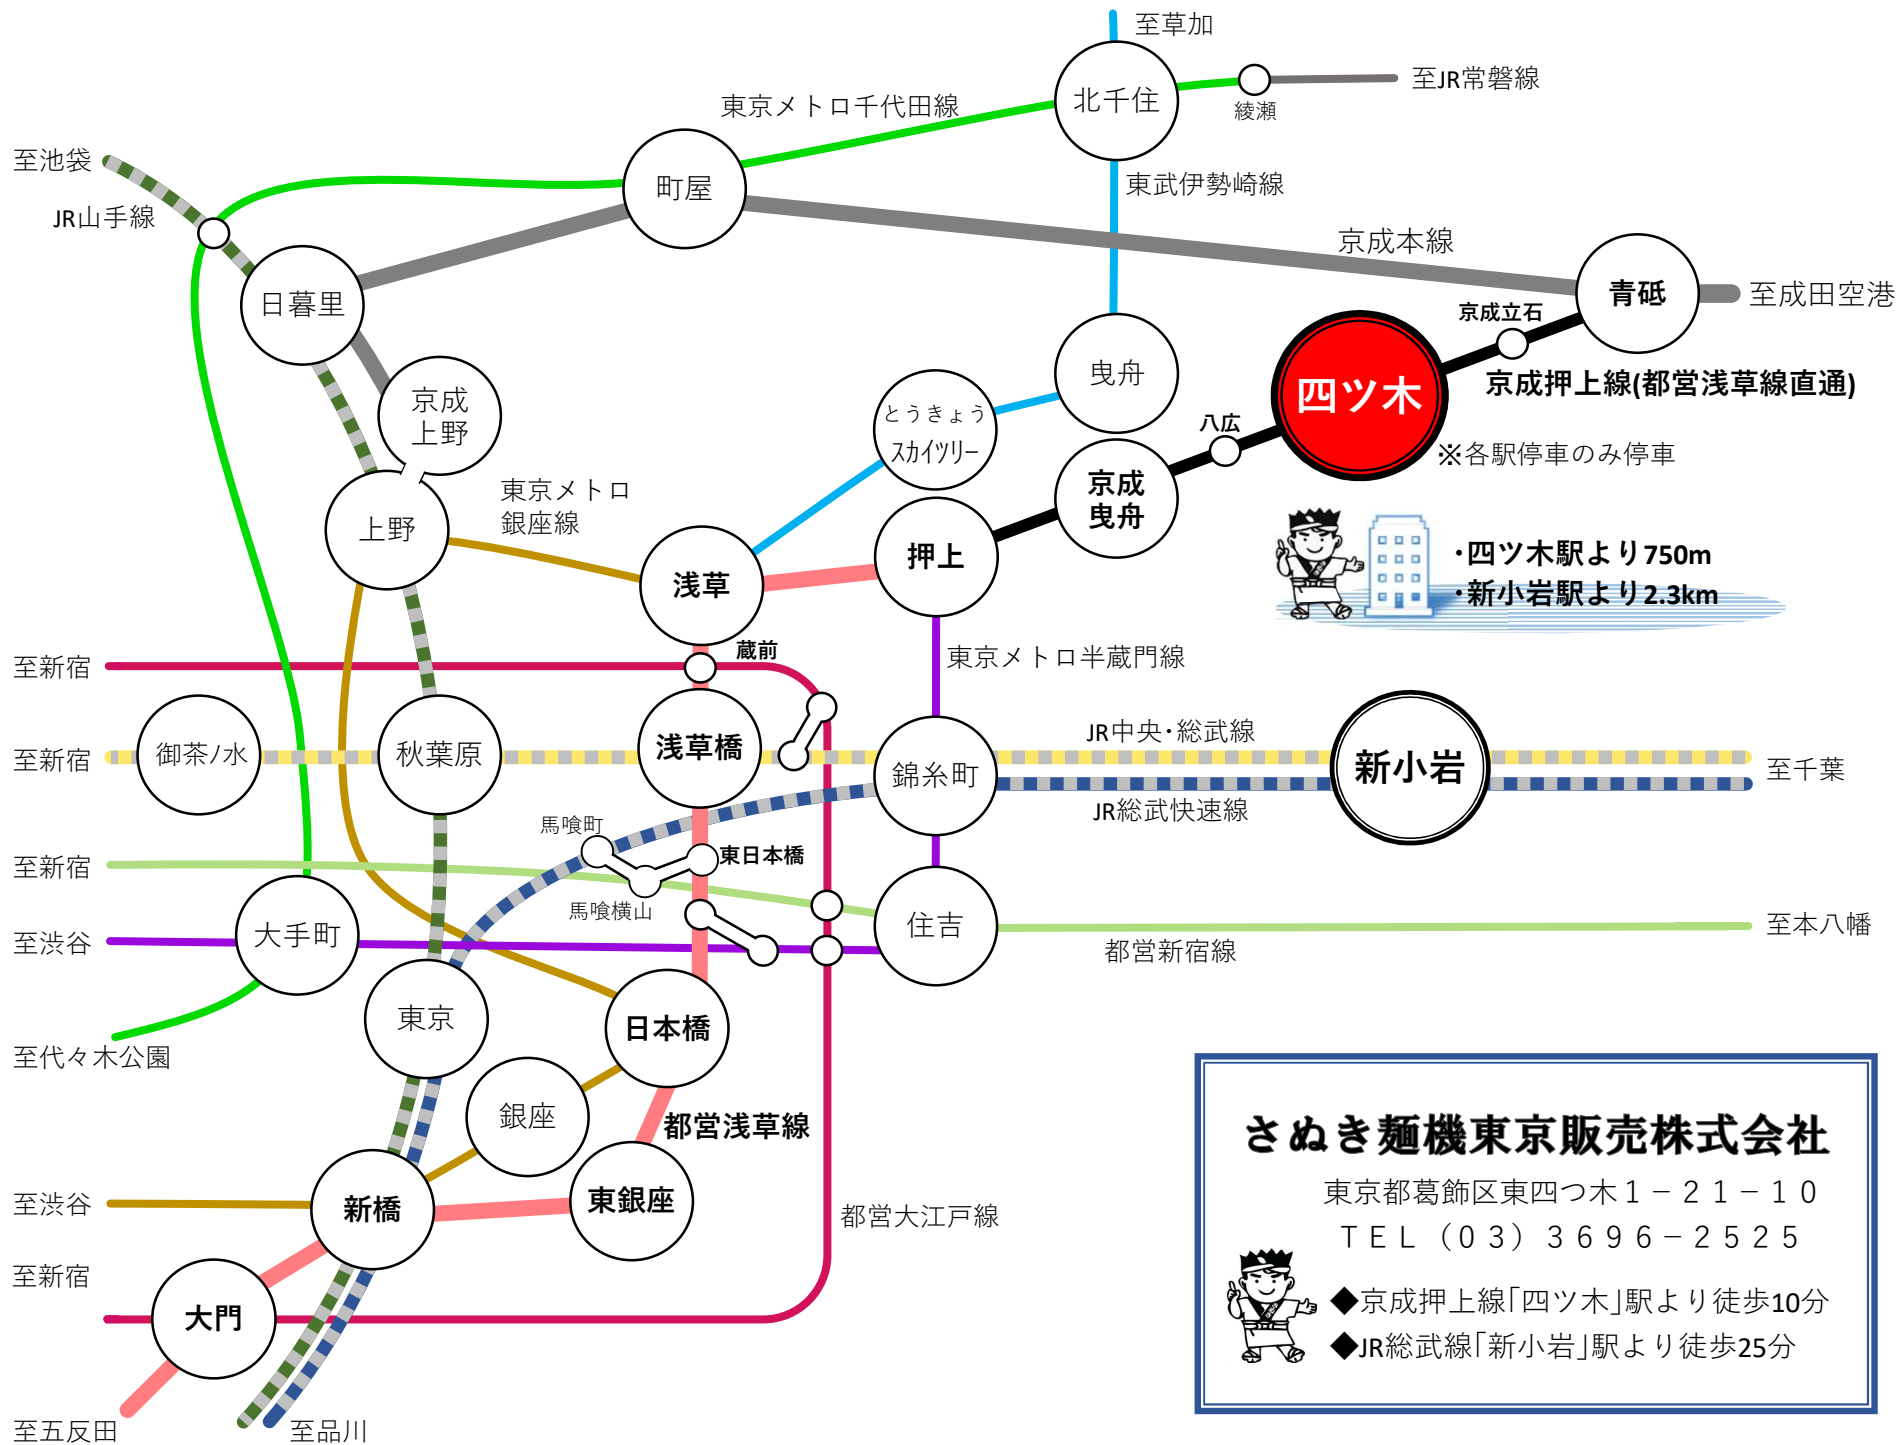 至草加
北千住
至JR常磐線
綾瀬
東京メトロ千代田線
至池袋
町屋
東武伊勢崎線
JR山手線
京成本線
日暮里
青砥
至成田空港
京成立石
京成押上線(都営浅草線直通)
四ツ木
曳舟
京成
上野
とうきょう
スカイツリー
八広
※各駅停車のみ停車
京成
曳舟
東京メトロ
銀座線
上野
押上
浅草
・四ツ木駅より750m
・新小岩駅より2.3km
蔵前
至新宿
東京メトロ半蔵門線
JR中央・総武線
至新宿
御茶ノ水
秋葉原
浅草橋
錦糸町
新小岩
至千葉
JR総武快速線
馬喰町
東日本橋
至新宿
馬喰横山
大手町
住吉
至本八幡
至渋谷
都営新宿線
東京
日本橋
至代々木公園
銀座
都営浅草線
至渋谷
新橋
東銀座
都営大江戸線
至新宿
大門
至五反田
至品川
さぬき麺機東京販売株式会社
東京都葛飾区東四つ木１－２１－１０
ＴＥＬ（０３）３６９６－２５２５
◆京成押上線｢四ツ木｣駅より徒歩10分
◆JR総武線｢新小岩｣駅より徒歩25分